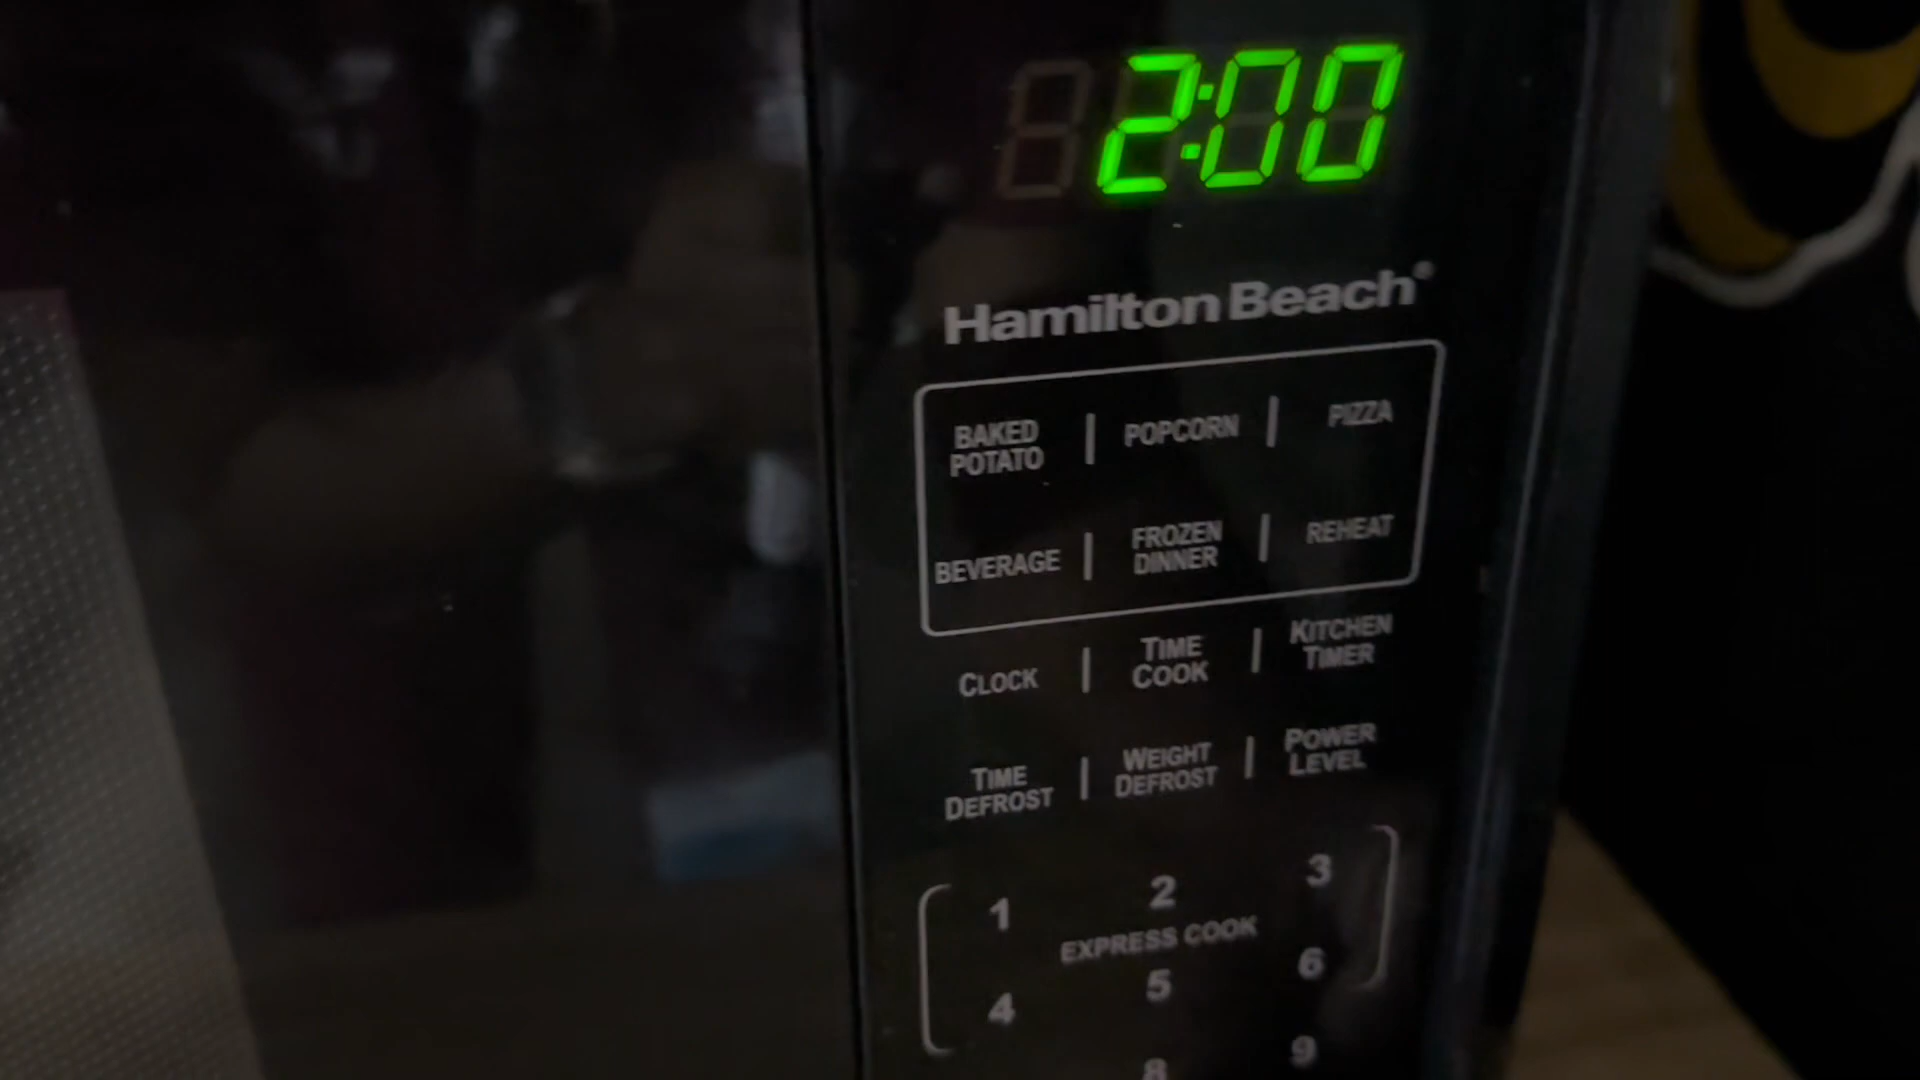 2:00
Hamilton Beach®
BAKED POTATO | POPCORN | PIZZA
BEVERAGE | FROZEN DINNER | REHEAT
CLOCK | TIME COOK | KITCHEN TIMER
TIME DEFROST | WEIGHT DEFROST | POWER LEVEL
1 2 3
EXPRESS COOK
4 5 6
8 9